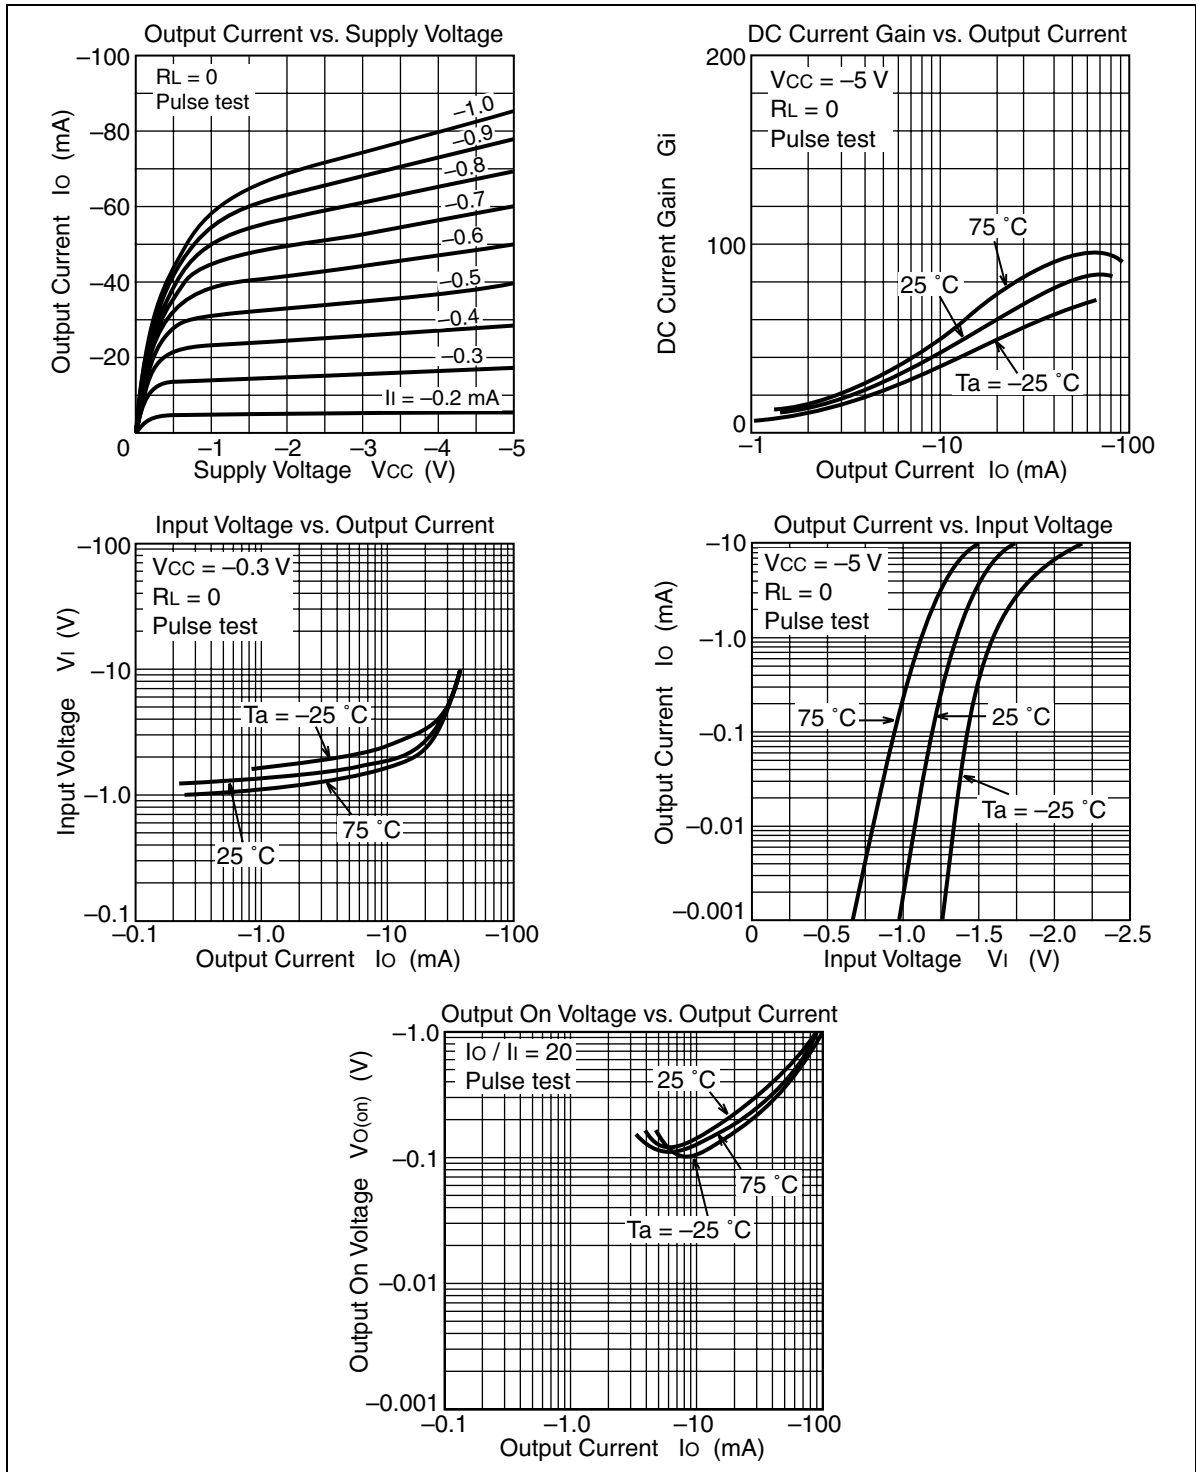 Output Current vs. Supply Voltage
–100
–80
–60
–40
–20
0
Output Current IO (mA)
RL = 0
Pulse test
–1.0
–0.9
–0.8
–0.7
–0.6
–0.5
–0.4
–0.3
II = –0.2 mA
–1 –2 –3 –4 –5
Supply Voltage VCC (V)
DC Current Gain vs. Output Current
200
100
0
DC Current Gain Gi
VCC = –5 V
RL = 0
Pulse test
75 ˚C
25 ˚C
Ta = –25 ˚C
–1 –10 –100
Output Current IO (mA)
Input Voltage vs. Output Current
–100
–10
–1.0
–0.1
Input Voltage VI (V)
VCC = –0.3 V
RL = 0
Pulse test
Ta = –25 ˚C
75 ˚C
25 ˚C
–0.1 –1.0 –10 –100
Output Current IO (mA)
Output Current vs. Input Voltage
–10
–1.0
–0.1
–0.01
–0.001
Output Current IO (mA)
VCC = –5 V
RL = 0
Pulse test
75 ˚C
25 ˚C
Ta = –25 ˚C
0 –0.5 –1.0 –1.5 –2.0 –2.5
Input Voltage VI (V)
Output On Voltage vs. Output Current
–1.0
–0.1
–0.01
–0.001
Output On Voltage VO(on) (V)
IO / II = 20
Pulse test
25 ˚C
75 ˚C
Ta = –25 ˚C
–0.1 –1.0 –10 –100
Output Current IO (mA)